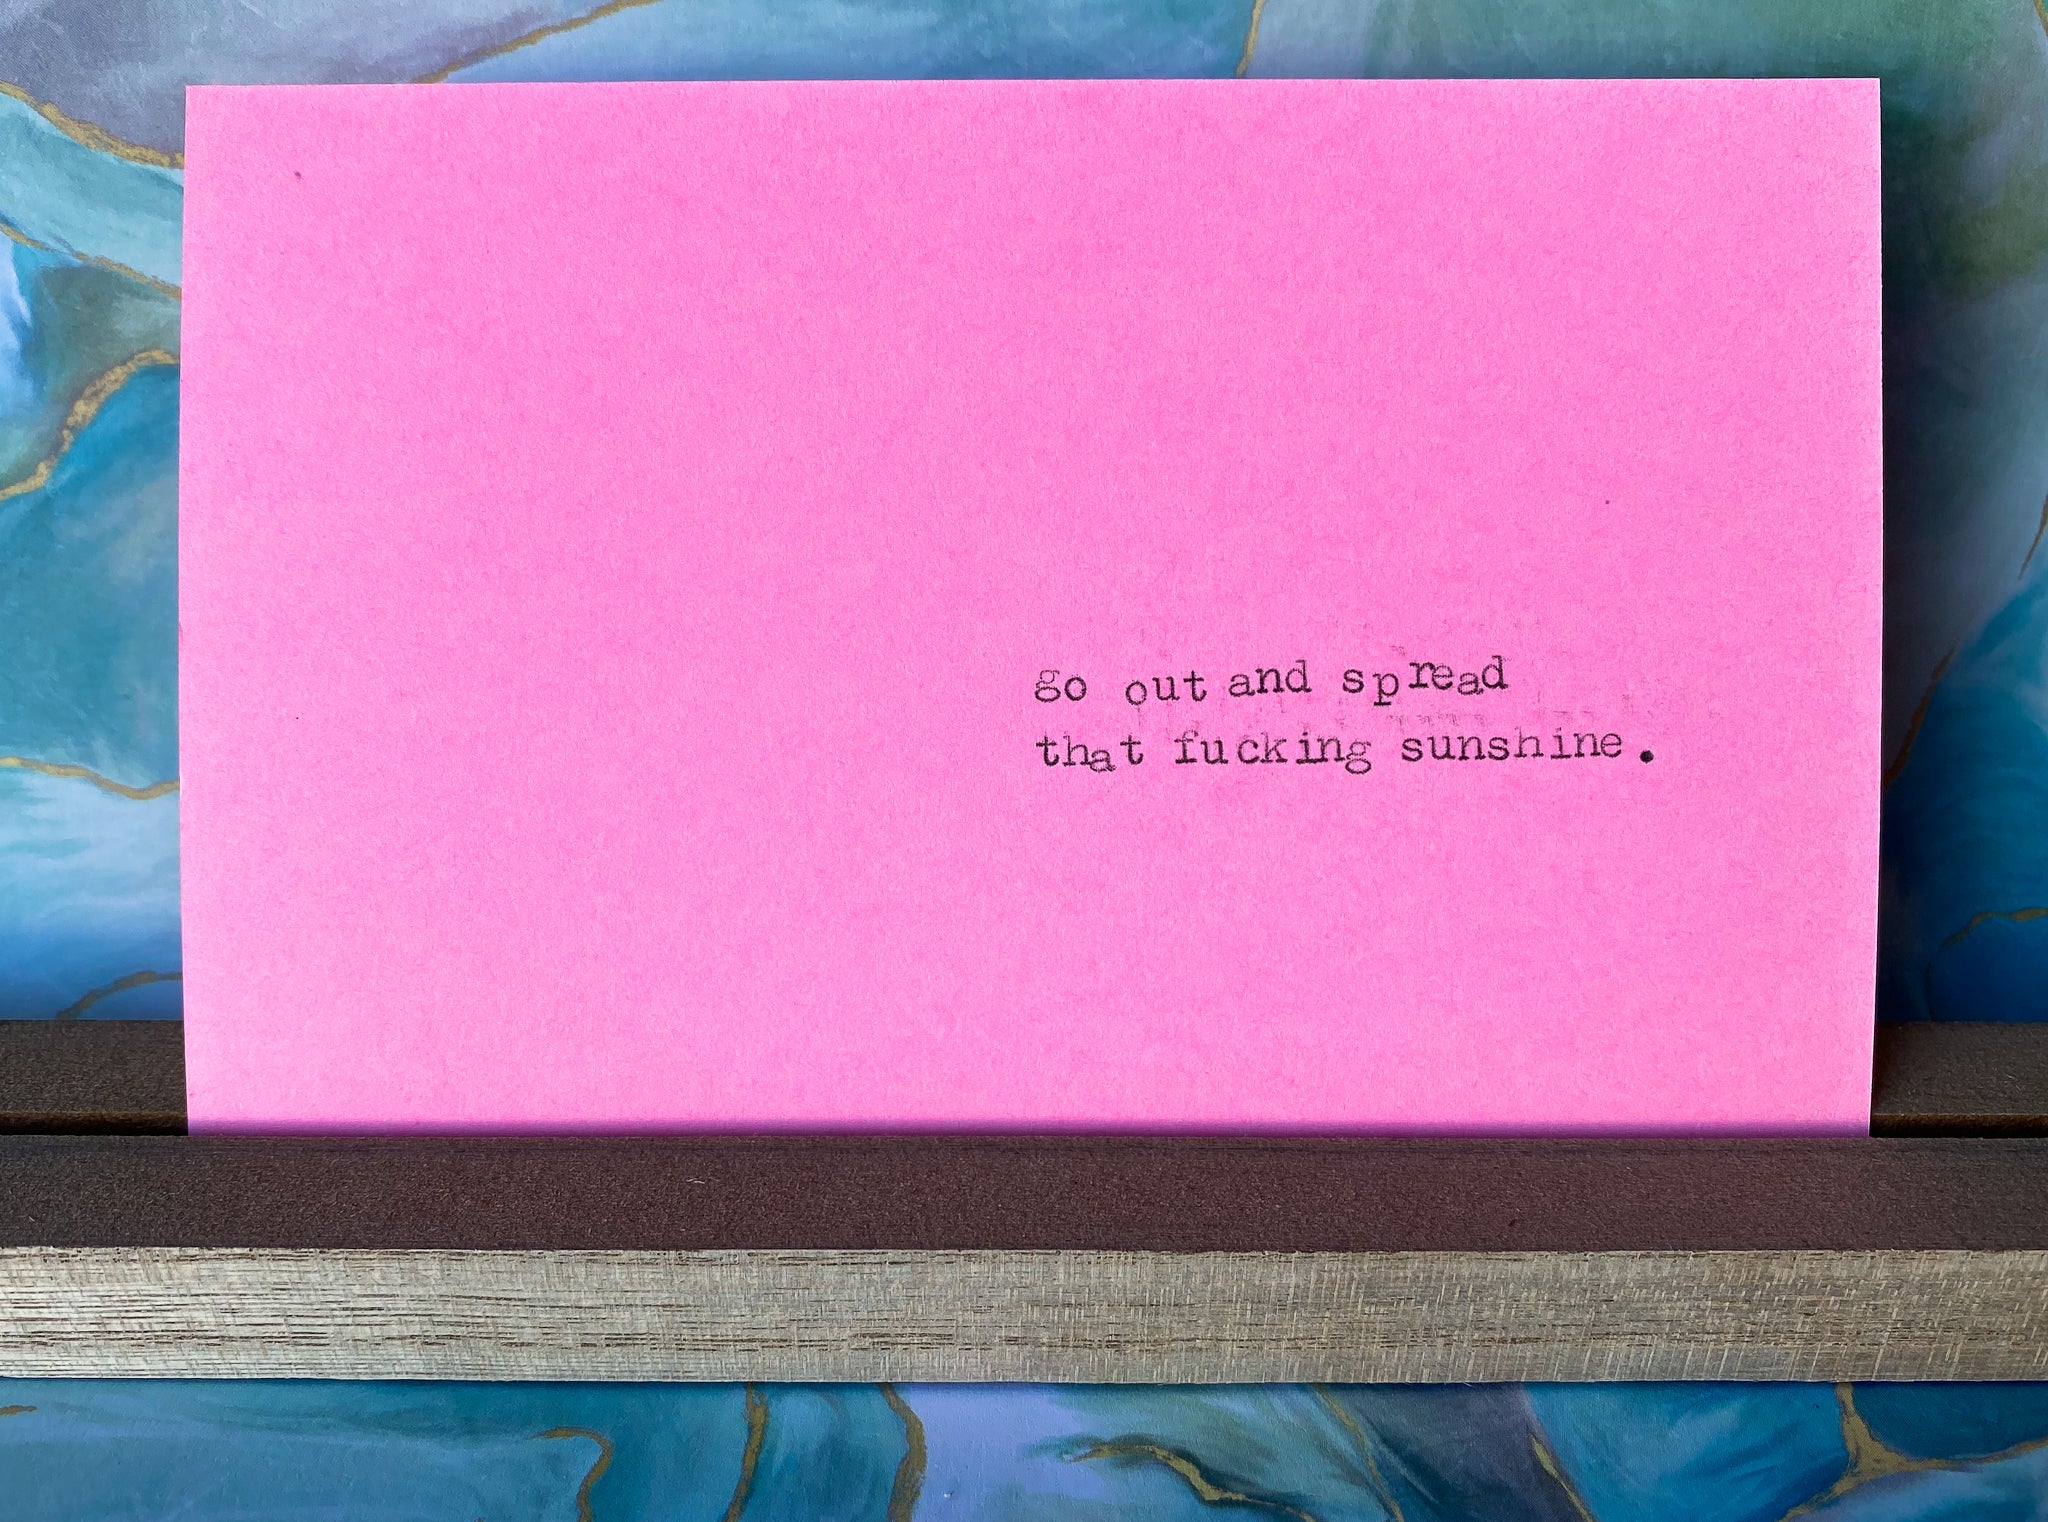 go out and spread
that fucking sunshine.